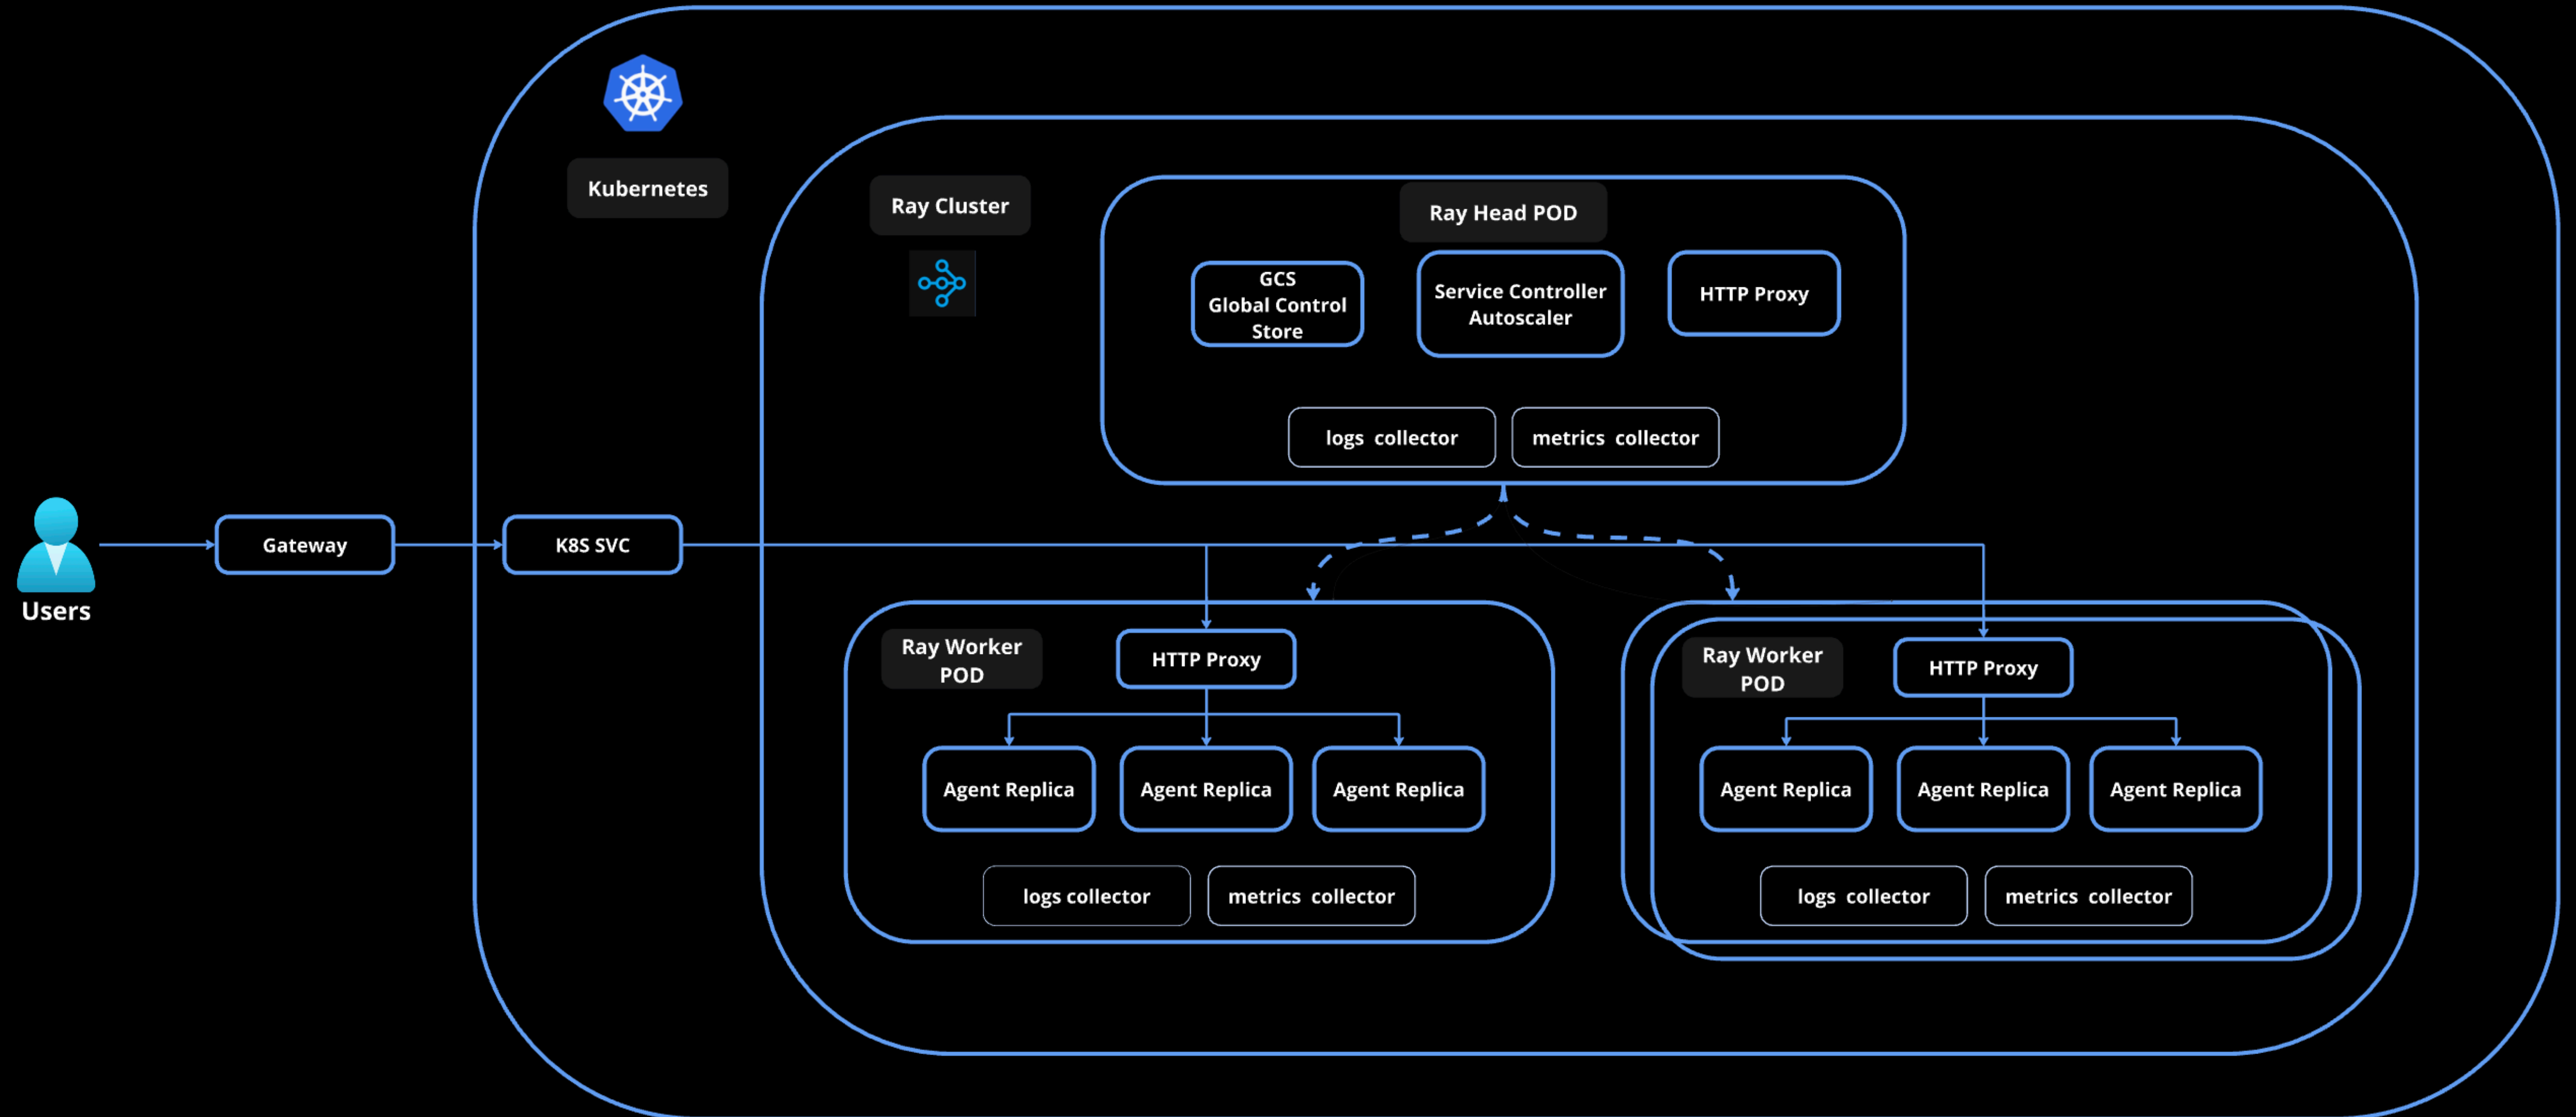 Kubernetes
Ray Cluster
Ray Head POD
GCS
Global Control
Store
Service Controller
Autoscaler
HTTP Proxy
logs collector
metrics collector
Users
Gateway
K8S SVC
Ray Worker
POD
HTTP Proxy
Agent Replica
Agent Replica
Agent Replica
logs collector
metrics collector
Ray Worker
POD
HTTP Proxy
Agent Replica
Agent Replica
Agent Replica
logs collector
metrics collector